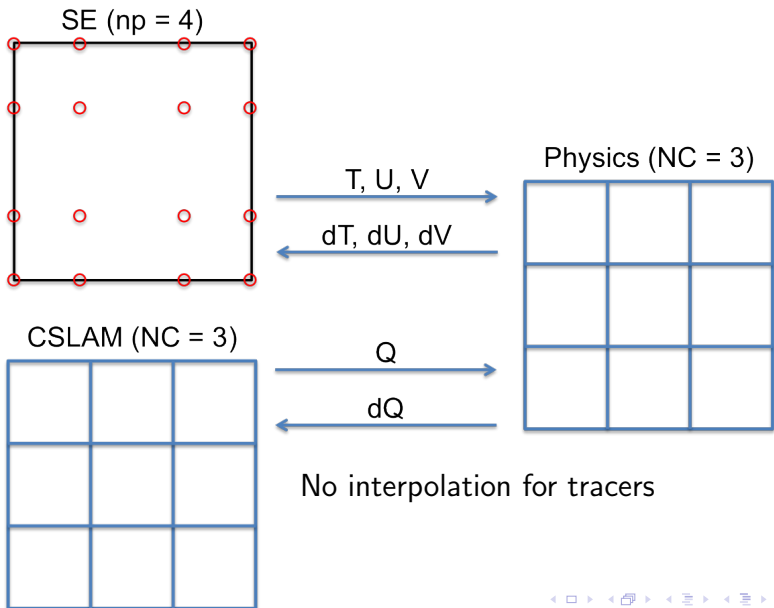 SE (np = 4)
T, U, V
Physics (NC = 3)
dT, dU, dV
CSLAM (NC = 3)
Q
dQ
No interpolation for tracers